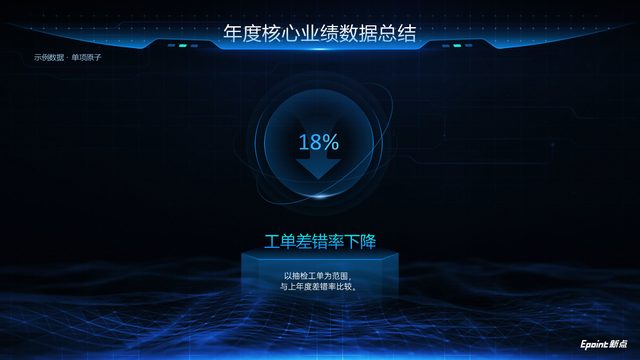 年度核心业绩数据总结
示例数据 · 单项原子
18%
工单差错率下降
以抽检工单为范围，
与上年度差错率比较。
Epoint 新点